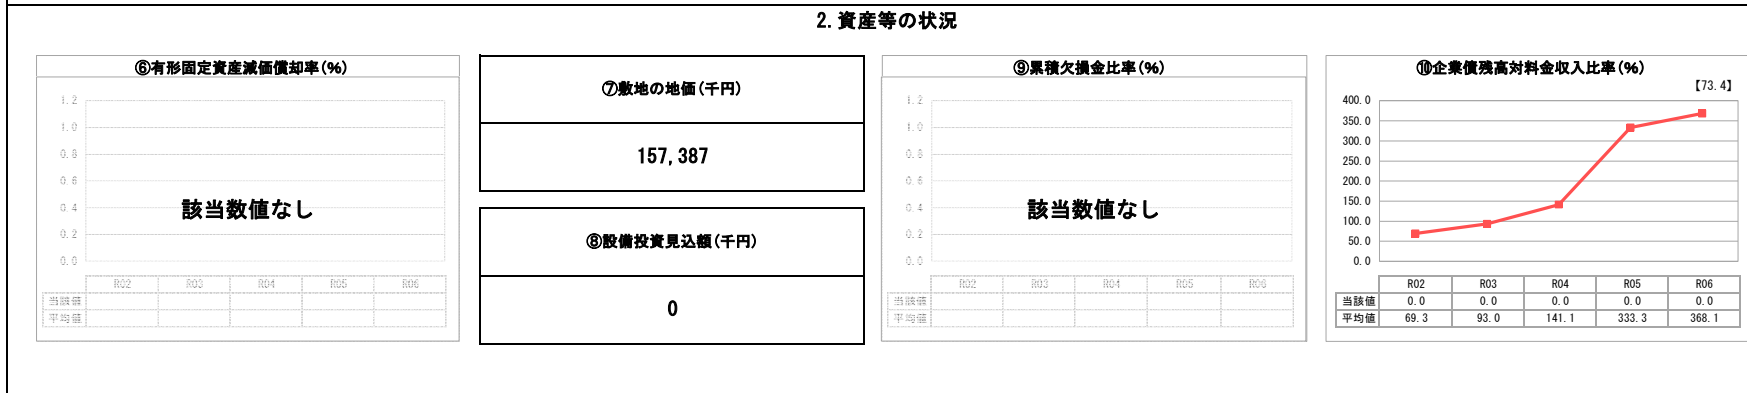 2. 資産等の状況
⑥有形固定資産減価償却率(%)
1.2
1.0
0.8
0.6
0.4
0.2
0.0
該当数値なし
R02 R03 R04 R05 R06
当該値
平均値
⑦敷地の地価(千円)
157,387
⑧設備投資見込額(千円)
0
⑨累積欠損金比率(%)
1.2
1.0
0.8
0.6
0.4
0.2
0.0
該当数値なし
R02 R03 R04 R05 R06
当該値
平均値
⑩企業債残高対料金収入比率(%)
【73.4】
400.0
350.0
300.0
250.0
200.0
150.0
100.0
50.0
0.0
R02 R03 R04 R05 R06
当該値 0.0 0.0 0.0 0.0 0.0
平均値 69.3 93.0 141.1 333.3 368.1